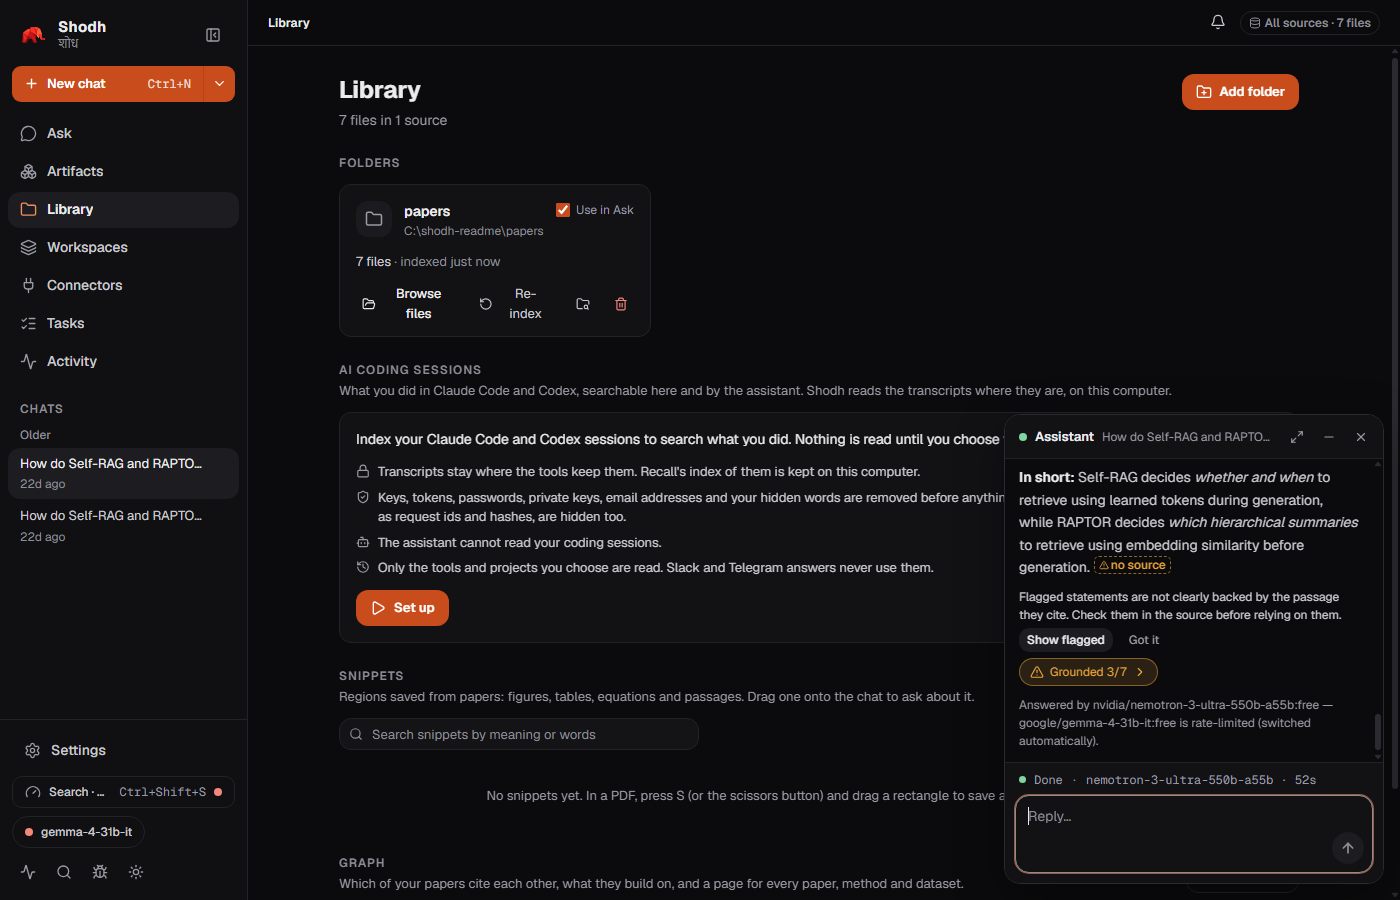 Shodh
शोध
New chat Ctrl+N
Ask
Artifacts
Library
Workspaces
Connectors
Tasks
Activity
CHATS
Older
How do Self-RAG and RAPTO...
22d ago
How do Self-RAG and RAPTO...
22d ago
Settings
Search · ... Ctrl+Shift+S
gemma-4-31b-it
Library
All sources · 7 files
Library
7 files in 1 source
Add folder
FOLDERS
papers
C:\shodh-readme\papers
Use in Ask
7 files · indexed just now
Browse
files
Re-
index
AI CODING SESSIONS
What you did in Claude Code and Codex, searchable here and by the assistant. Shodh reads the transcripts where they are, on this computer.
Index your Claude Code and Codex sessions to search what you did. Nothing is read until you choose
Transcripts stay where the tools keep them. Recall's index of them is kept on this computer.
Keys, tokens, passwords, private keys, email addresses and your hidden words are removed before anythin
as request ids and hashes, are hidden too.
The assistant cannot read your coding sessions.
Only the tools and projects you choose are read. Slack and Telegram answers never use them.
Set up
SNIPPETS
Regions saved from papers: figures, tables, equations and passages. Drag one onto the chat to ask about it.
Search snippets by meaning or words
No snippets yet. In a PDF, press S (or the scissors button) and drag a rectangle to save a
GRAPH
Which of your papers cite each other, what they build on, and a page for every paper, method and dataset.
Assistant How do Self-RAG and RAPTO...
In short: Self-RAG decides whether and when to
retrieve using learned tokens during generation,
while RAPTOR decides which hierarchical summaries
to retrieve using embedding similarity before
generation. no source
Flagged statements are not clearly backed by the passage
they cite. Check them in the source before relying on them.
Show flagged Got it
Grounded 3/7
Answered by nvidia/nemotron-3-ultra-550b-a55b:free —
google/gemma-4-31b-it:free is rate-limited (switched
automatically).
Done · nemotron-3-ultra-550b-a55b · 52s
Reply...